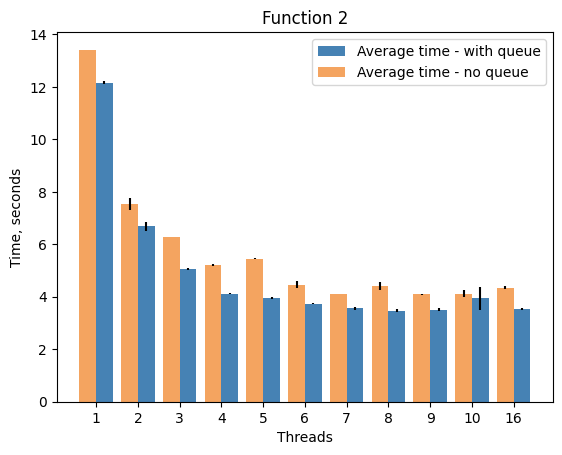 Function 2
Average time - with queue
Average time - no queue
Time, seconds
14
12
10
8
6
4
2
0
1 2 3 4 5 6 7 8 9 10 16
Threads